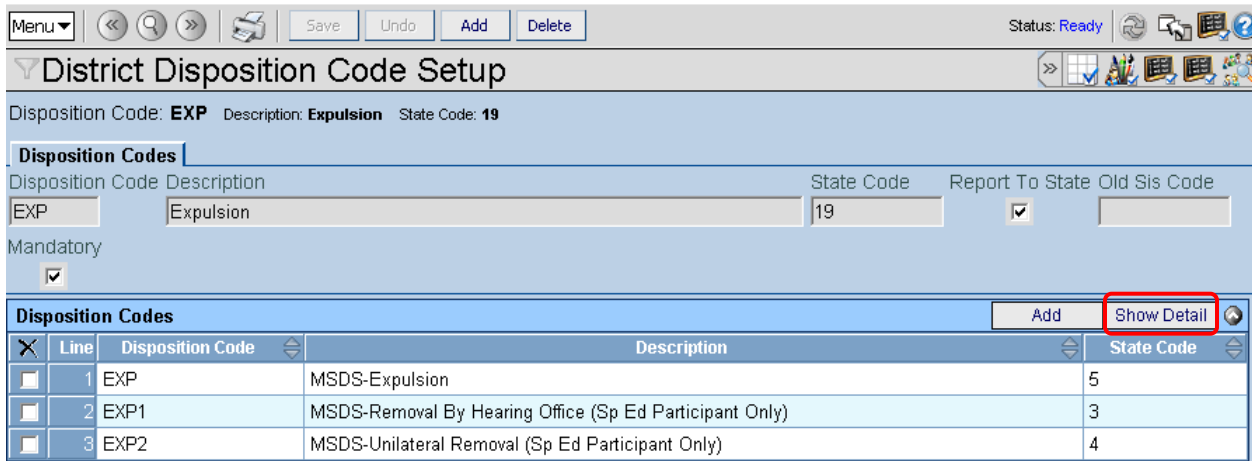 Menu Save Undo Add Delete Status: Ready
District Disposition Code Setup
Disposition Code: EXP Description: Expulsion State Code: 19
Disposition Codes
Disposition Code Description State Code Report To State Old Sis Code
EXP Expulsion 19
Mandatory
Disposition Codes Add Show Detail
X Line Disposition Code Description State Code
1 EXP MSDS-Expulsion 5
2 EXP1 MSDS-Removal By Hearing Office (Sp Ed Participant Only) 3
3 EXP2 MSDS-Unilateral Removal (Sp Ed Participant Only) 4